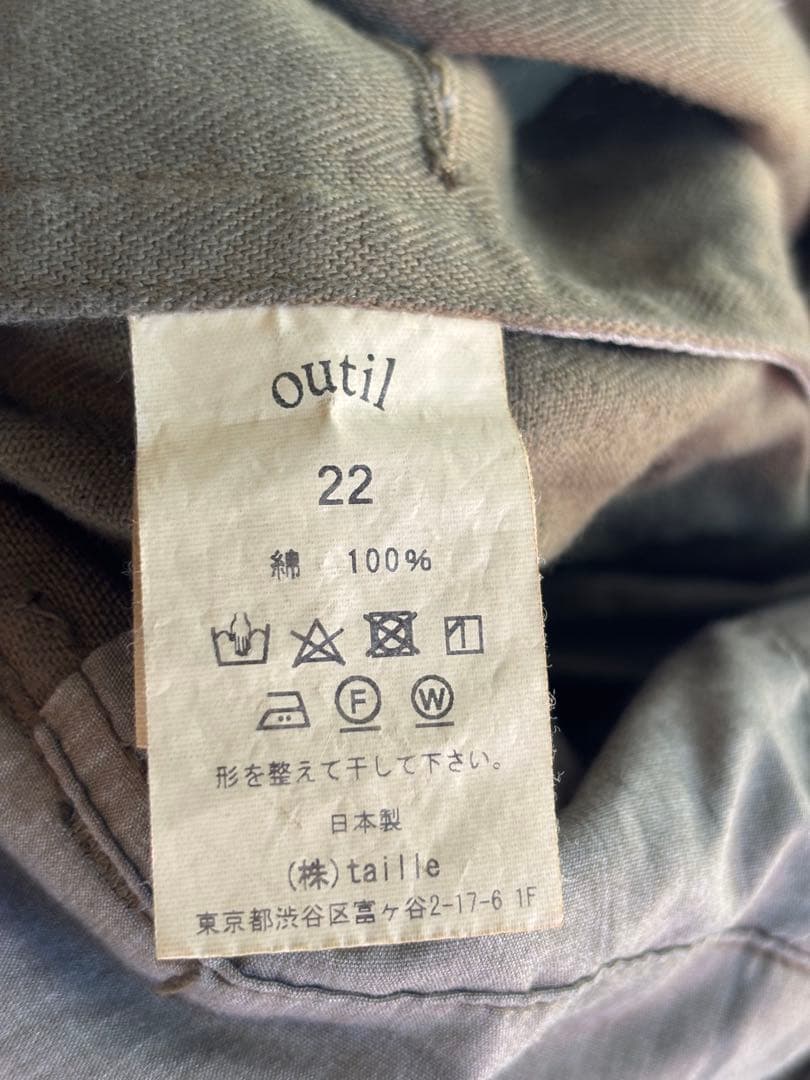 outil
22
綿 100%
F W
形を整えて干して下さい。
日本製
(株)taille
東京都渋谷区富ヶ谷2-17-6 1F